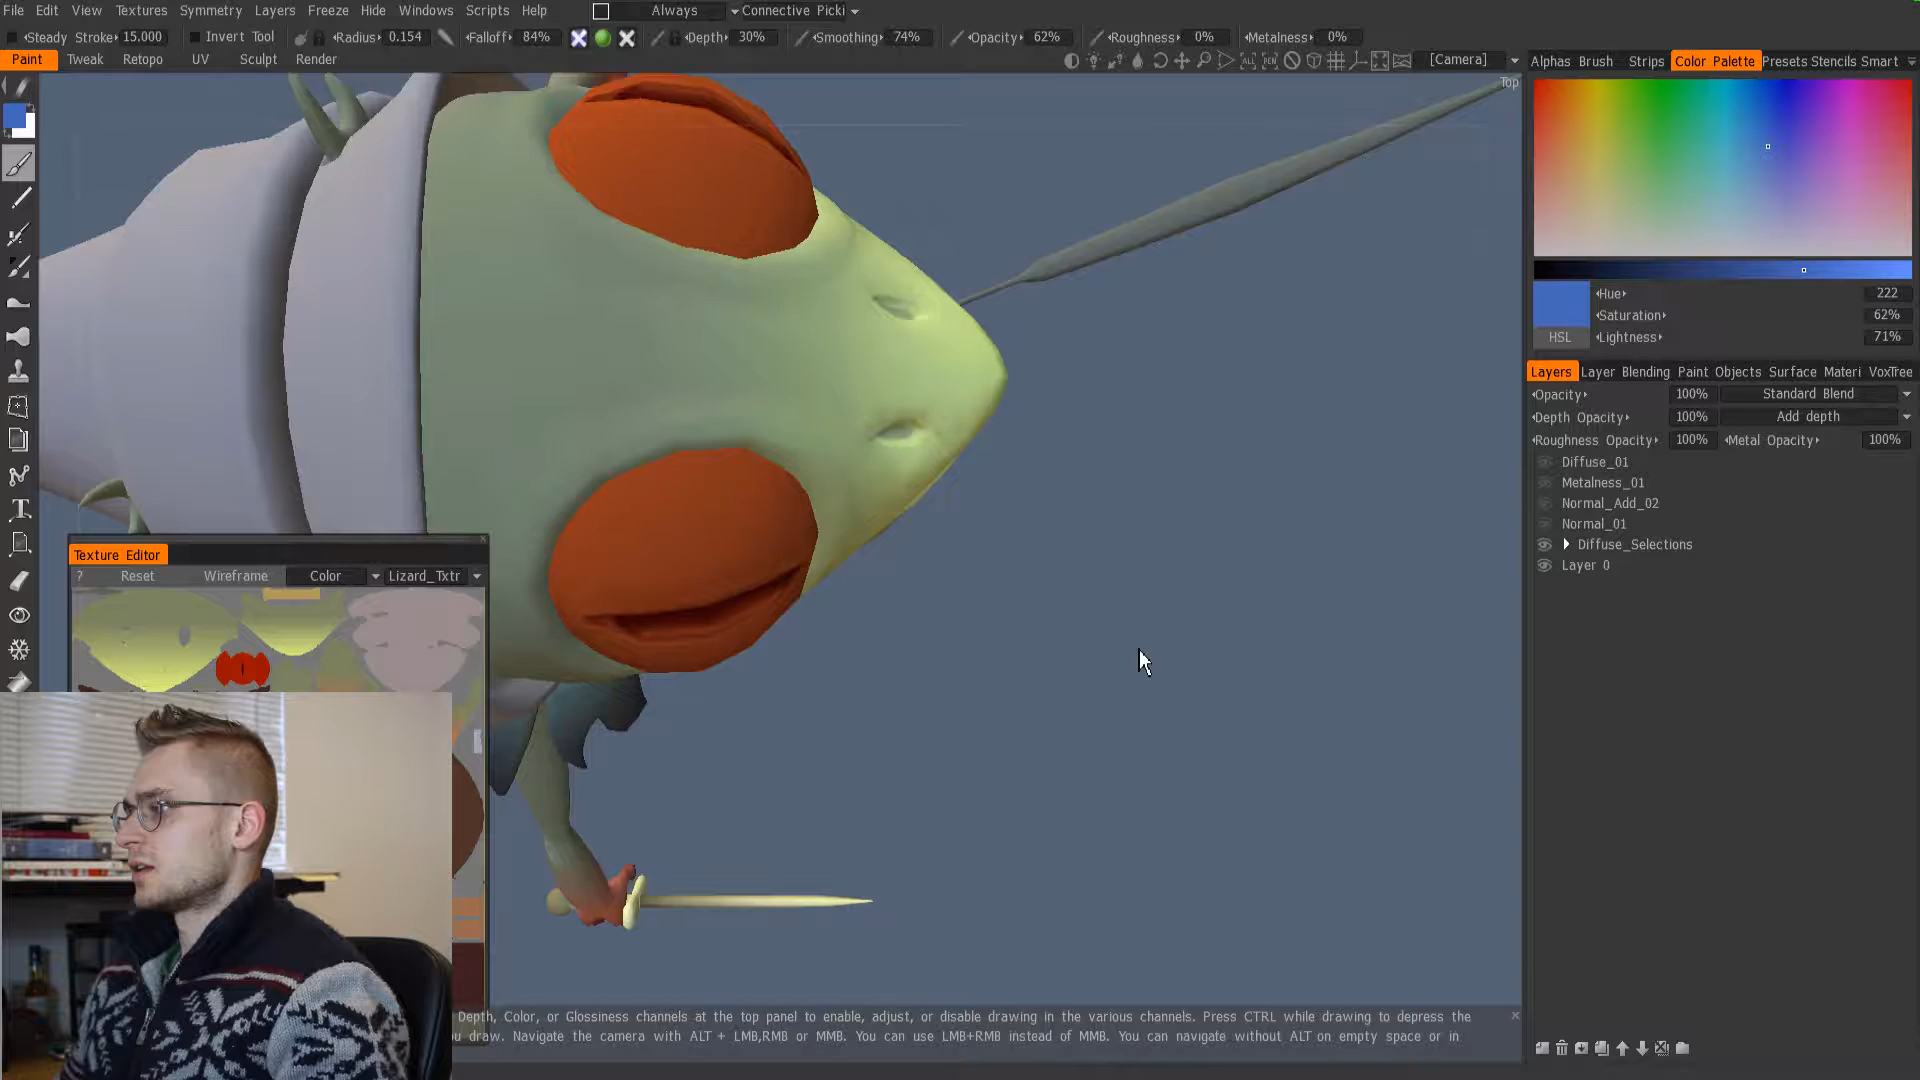 File Edit View Textures Symmetry Layers Freeze Hide Windows Scripts Help Always Connective Picki
Steady Stroke 15.000 Invert Tool Radius 0.154 Falloff 84% Depth 30% Smoothing 74% Opacity 62% Roughness 0% Metalness 0%
Paint Tweak Retopo UV Sculpt Render [Camera]
Alphas Brush Strips Color Palette Presets Stencils Smart
Top
Hue 222
Saturation 62%
HSL Lightness 71%
Layers Layer Blending Paint Objects Surface Materi VoxTree
Opacity 100% Standard Blend
Depth Opacity 100% Add depth
Roughness Opacity 100% Metal Opacity 100%
Diffuse_01
Metalness_01
Normal_Add_02
Normal_01
Diffuse_Selections
Layer 0
Texture Editor
? Reset Wireframe Color Lizard_Txtr
Depth, Color, or Glossiness channels at the top panel to enable, adjust, or disable drawing in the various channels. Press CTRL while drawing to depress the
u draw. Navigate the camera with ALT + LMB,RMB or MMB. You can use LMB+RMB instead of MMB. You can navigate without ALT on empty space or in